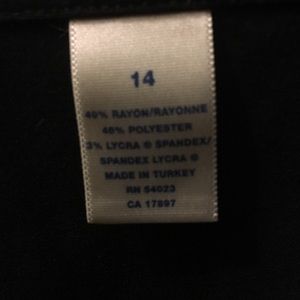 14
49% RAYON/RAYONNE
48% POLYESTER
3% LYCRA ® SPANDEX/
SPANDEX LYCRA ®
MADE IN TURKEY
RN 54023
CA 17897